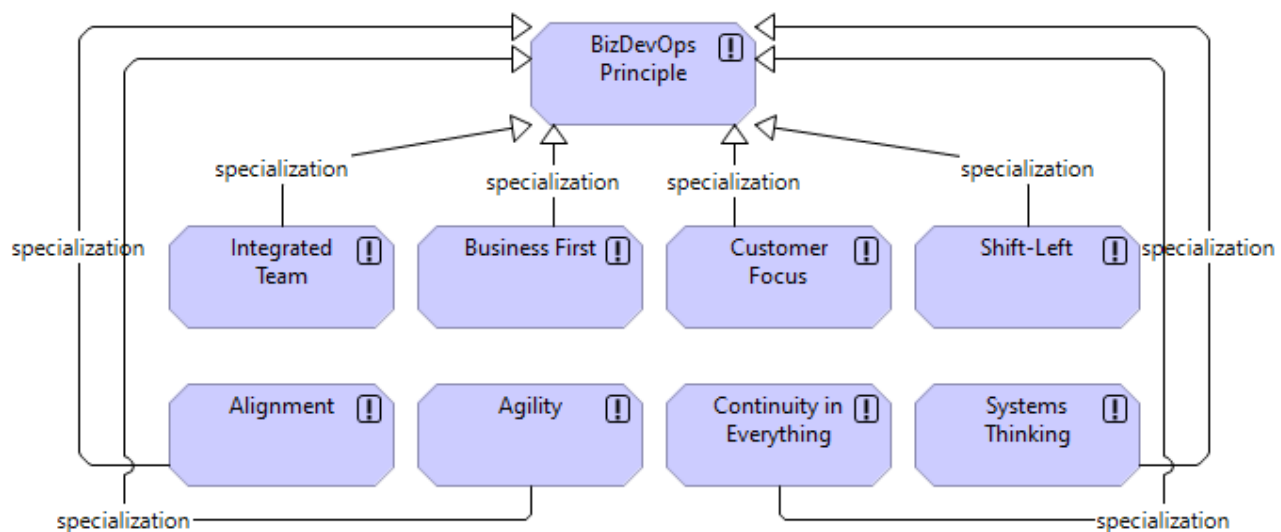 BizDevOps
Principle
specialization
specialization
specialization
specialization
specialization
specialization
Integrated
Team
Business First
Customer
Focus
Shift-Left
Alignment
Agility
Continuity in
Everything
Systems
Thinking
specialization
specialization